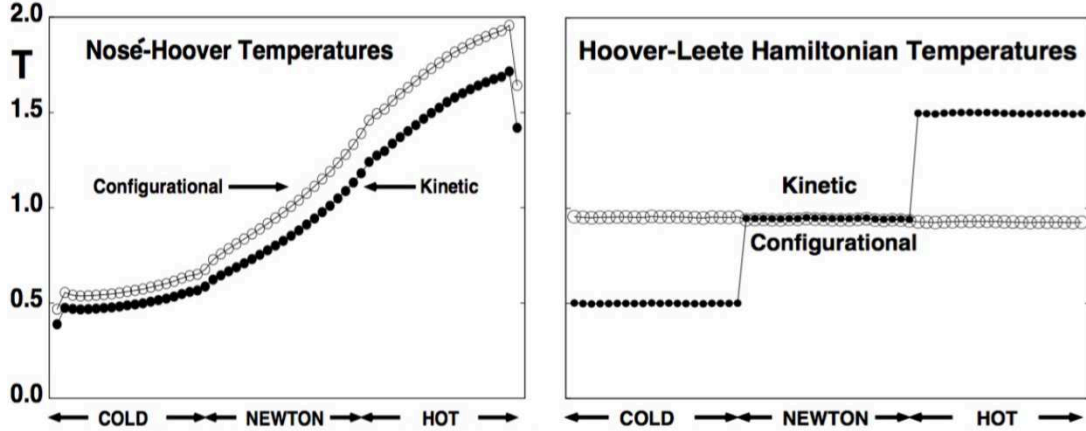 2.0
T
1.5
1.0
0.5
0.0
Nosé-Hoover Temperatures
Configurational
Kinetic
COLD NEWTON HOT
Hoover-Leete Hamiltonian Temperatures
Kinetic
Configurational
COLD NEWTON HOT